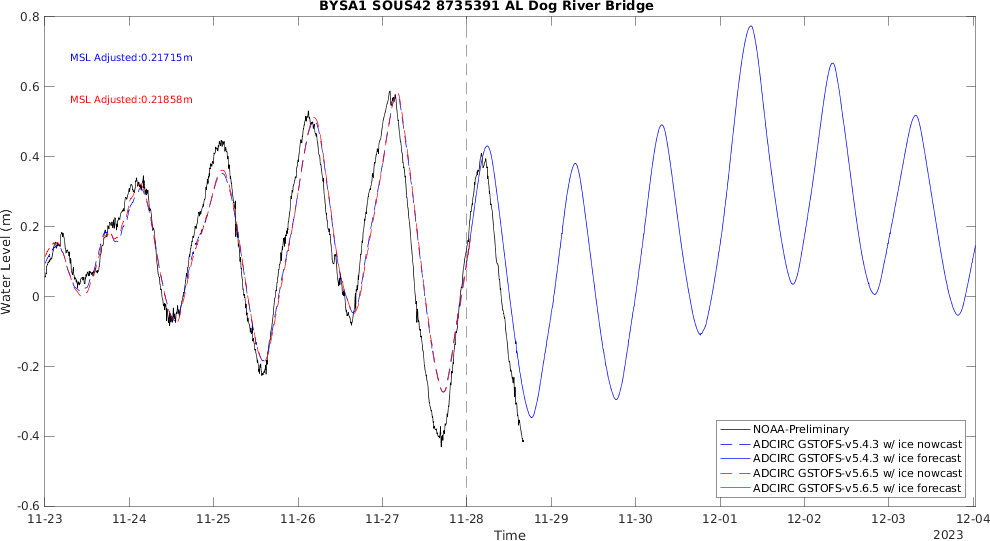 BYSA1 SOUS42 8735391 AL Dog River Bridge
MSL Adjusted:0.21715m
MSL Adjusted:0.21858m
Water Level (m)
0.8
0.6
0.4
0.2
0
-0.2
-0.4
-0.6
NOAA-Preliminary
ADCIRC GSTOFS-v5.4.3 w/ ice nowcast
ADCIRC GSTOFS-v5.4.3 w/ ice forecast
ADCIRC GSTOFS-v5.6.5 w/ ice nowcast
ADCIRC GSTOFS-v5.6.5 w/ ice forecast
11-23 11-24 11-25 11-26 11-27 11-28 11-29 11-30 12-01 12-02 12-03 12-04
Time
2023